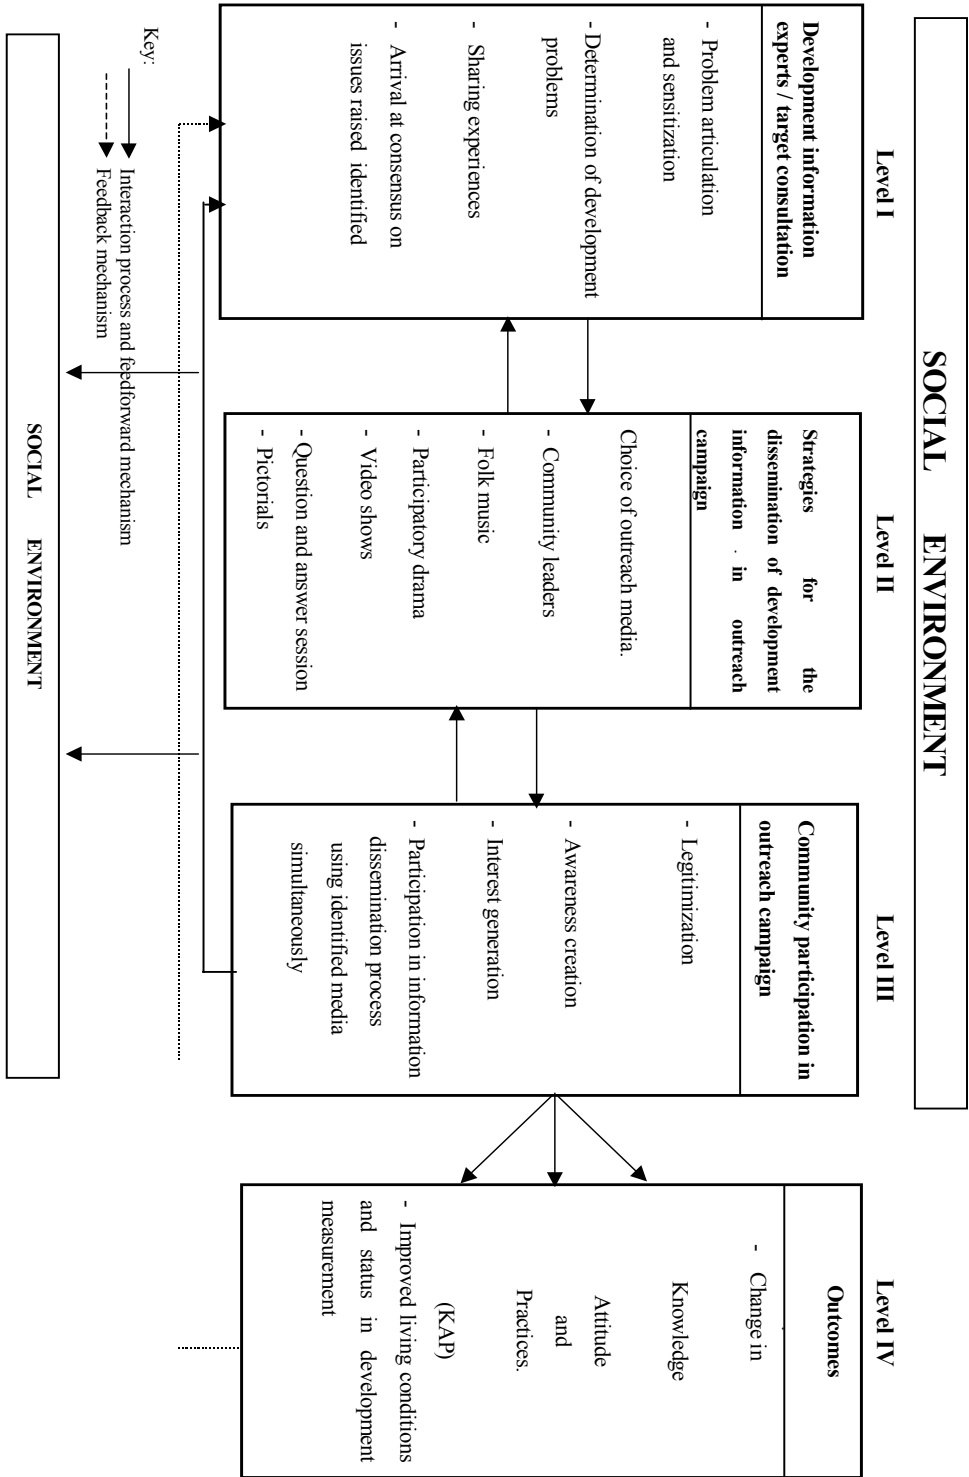 SOCIAL ENVIRONMENT
Level I
Development information
experts / target consultation
- Problem articulation
and sensitization
- Determination of development
problems
- Sharing experiences
- Arrival at consensus on
issues raised identified
Level II
Strategies for the
dissemination of development
information . in outreach
campaign
Choice of outreach media.
- Community leaders
- Folk music
- Participatory drama
- Video shows
- Question and answer session
- Pictorials
Level III
Community participation in
outreach campaign
- Legitimization
- Awareness creation
- Interest generation
- Participation in information
dissemination process
using identified media
simultaneously
Level IV
Outcomes
- Change in
Knowledge
Attitude
and
Practices.
(KAP)
- Improved living conditions
and status in development
measurement
Key:
Interaction process and feedforward mechanism
Feedback mechanism
SOCIAL ENVIRONMENT